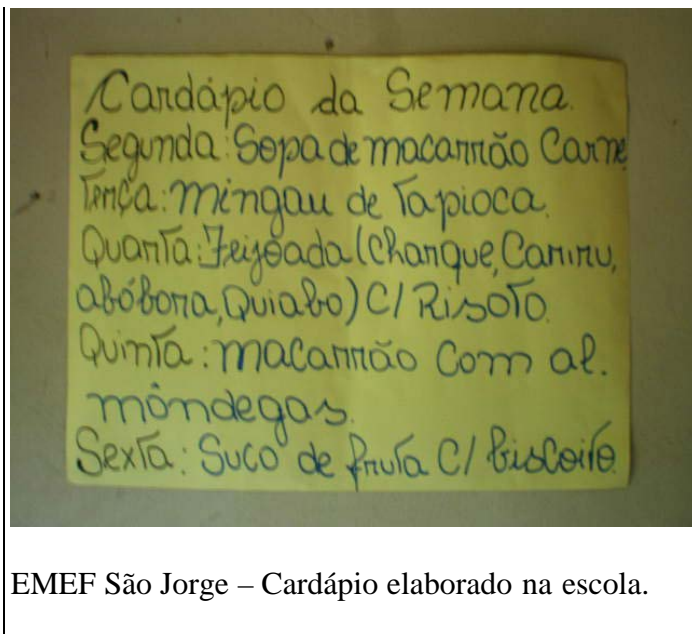 Cardápio da Semana.
Segunda: Sopa de macarrão Carne
Terça: mingau de Tapioca.
Quarta: Feijoada (Charque, Cariru,
abóbora, Quiabo) C/ Risoto.
Quinta: macarrão Com al.
môndegas.
Sexta: Suco de fruta C/ biscoito.
EMEF São Jorge – Cardápio elaborado na escola.